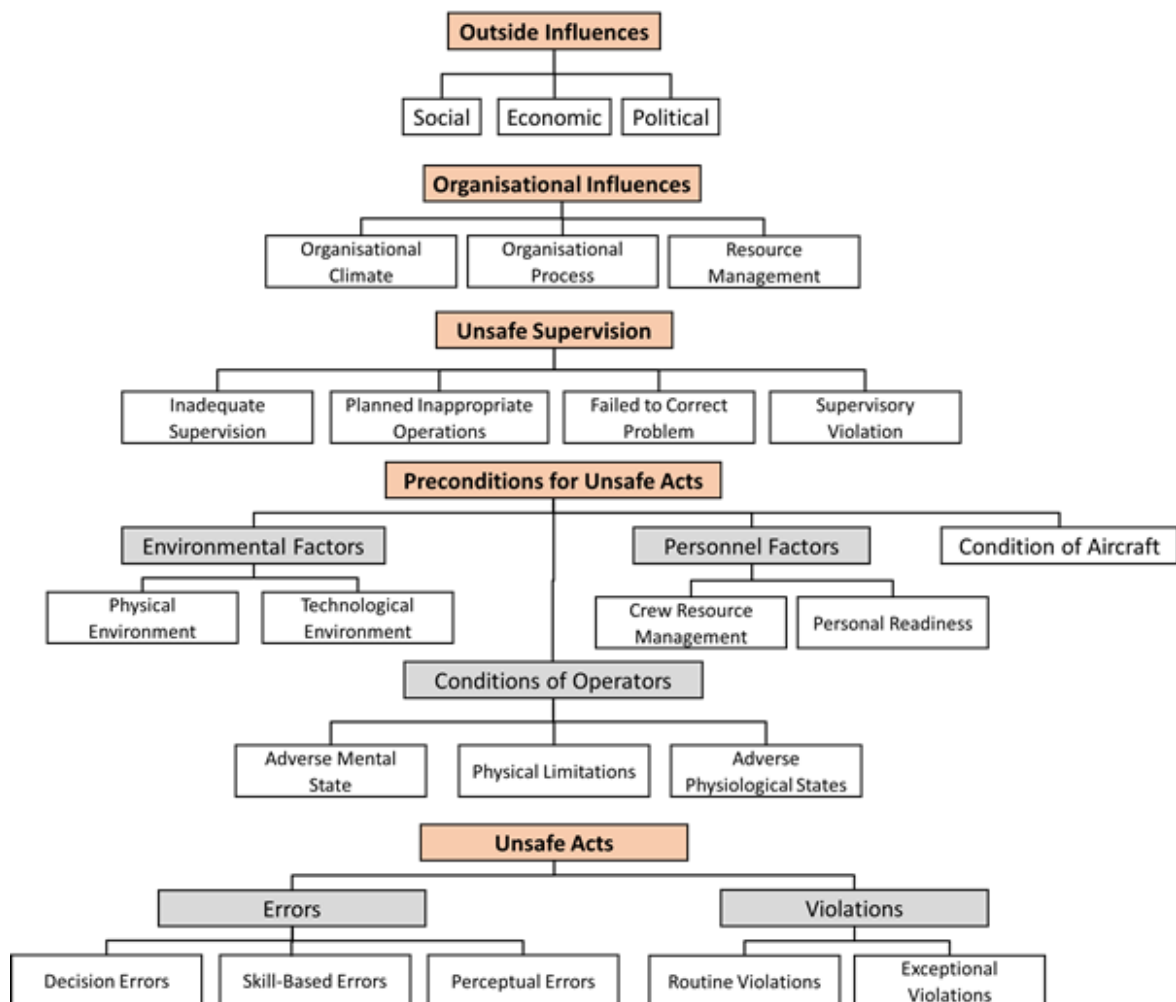 Outside Influences
Social
Economic
Political
Organisational Influences
Organisational
Climate
Organisational
Process
Resource
Management
Unsafe Supervision
Inadequate
Supervision
Planned Inappropriate
Operations
Failed to Correct
Problem
Supervisory
Violation
Preconditions for Unsafe Acts
Environmental Factors
Personnel Factors
Condition of Aircraft
Physical
Environment
Technological
Environment
Crew Resource
Management
Personal Readiness
Conditions of Operators
Adverse Mental
State
Physical Limitations
Adverse
Physiological States
Unsafe Acts
Errors
Violations
Decision Errors
Skill-Based Errors
Perceptual Errors
Routine Violations
Exceptional
Violations